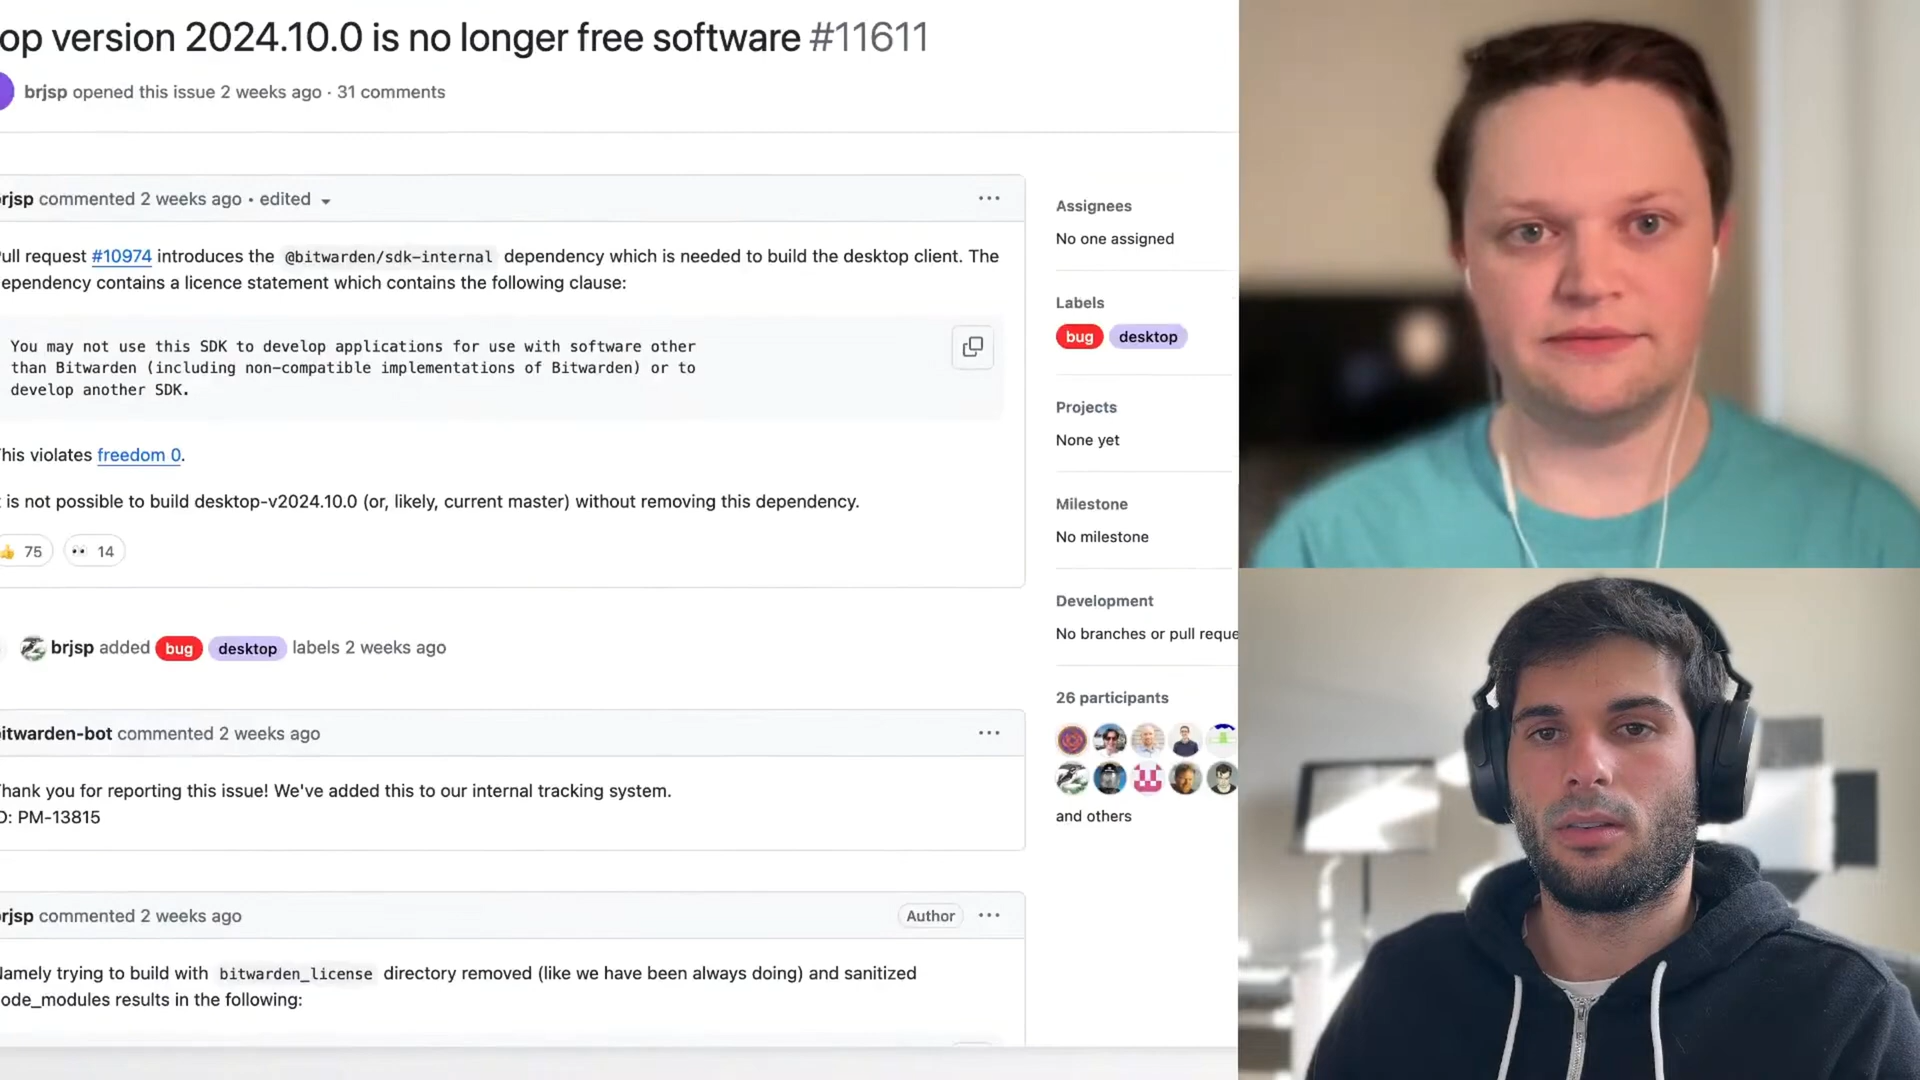 op version 2024.10.0 is no longer free software #11611
brjsp opened this issue 2 weeks ago · 31 comments
rjsp commented 2 weeks ago • edited
ull request #10974 introduces the @bitwarden/sdk-internal dependency which is needed to build the desktop client. The
ependency contains a licence statement which contains the following clause:
You may not use this SDK to develop applications for use with software other
than Bitwarden (including non-compatible implementations of Bitwarden) or to
develop another SDK.
his violates freedom 0.
t is not possible to build desktop-v2024.10.0 (or, likely, current master) without removing this dependency.
75 14
brjsp added bug desktop labels 2 weeks ago
itwarden-bot commented 2 weeks ago
hank you for reporting this issue! We've added this to our internal tracking system.
D: PM-13815
rjsp commented 2 weeks ago Author
Namely trying to build with bitwarden_license directory removed (like we have been always doing) and sanitized
ode_modules results in the following:
Assignees
No one assigned
Labels
bug desktop
Projects
None yet
Milestone
No milestone
Development
No branches or pull reque
26 participants
and others